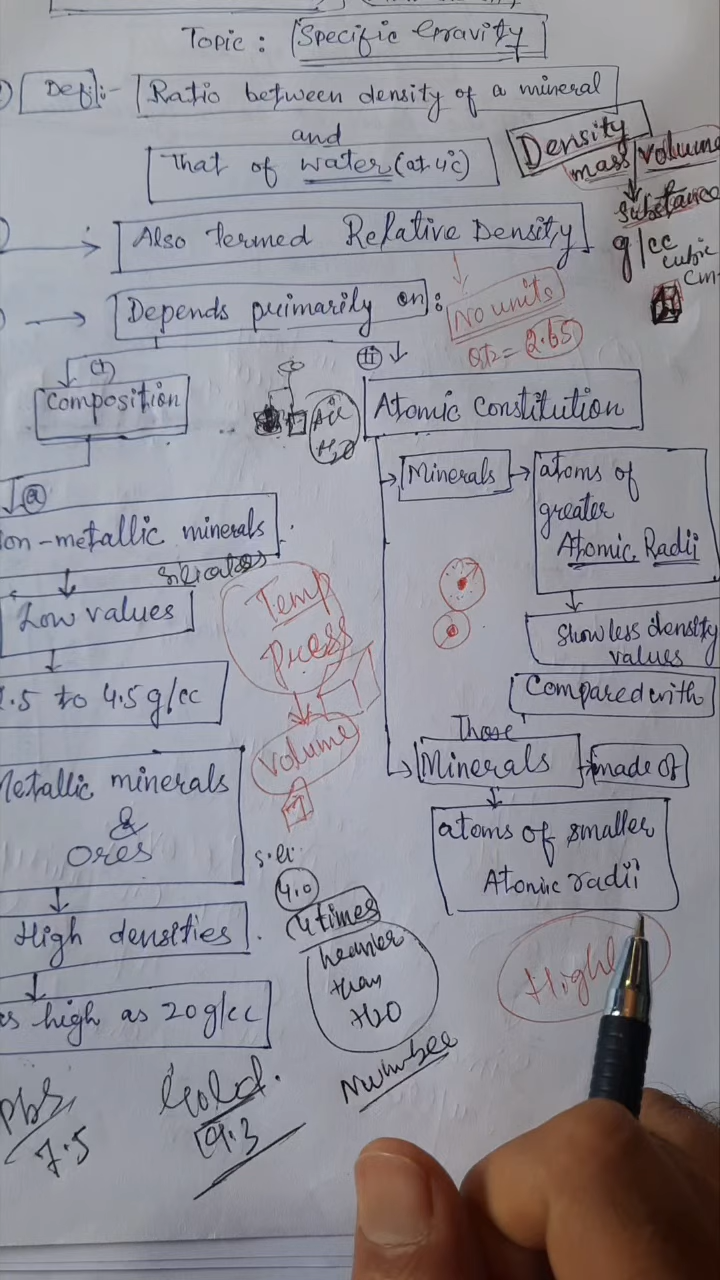 Topic : Specific Gravity
Def :- Ratio between density of a mineral
and
That of water (at 4°c)
Density
mass volume
substance
g/cc
cubic
cm
Also termed Relative Density
Depends primarily on :
No units
Qtz = 2.65
(i)
(ii)
Composition
Air
H2O
Atomic constitution
Minerals
atoms of
greater
Atomic Radii
(a)
on-metallic minerals
silicates
Low values
.5 to 4.5 g/cc
Temp
press
volume
show less density
values
Compared with
Those
Minerals
made of
atoms of smaller
Atomic radii
High
Metallic minerals
&
ores
High densities
as high as 20g/cc
4.0
4 times
heavier
than
H2O
Number
PbS
7.5
Gold
19.3